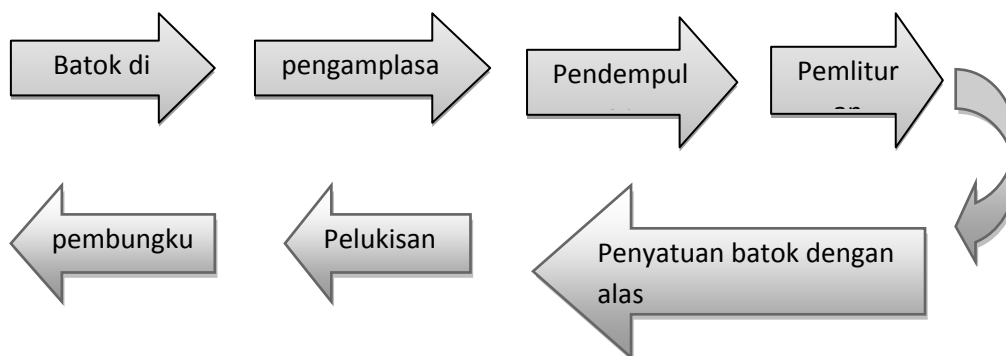 Batok di
pengamplasa
Pendempul
Pemlitur
Penyatuan batok dengan
alas
Pelukisan
pembungku